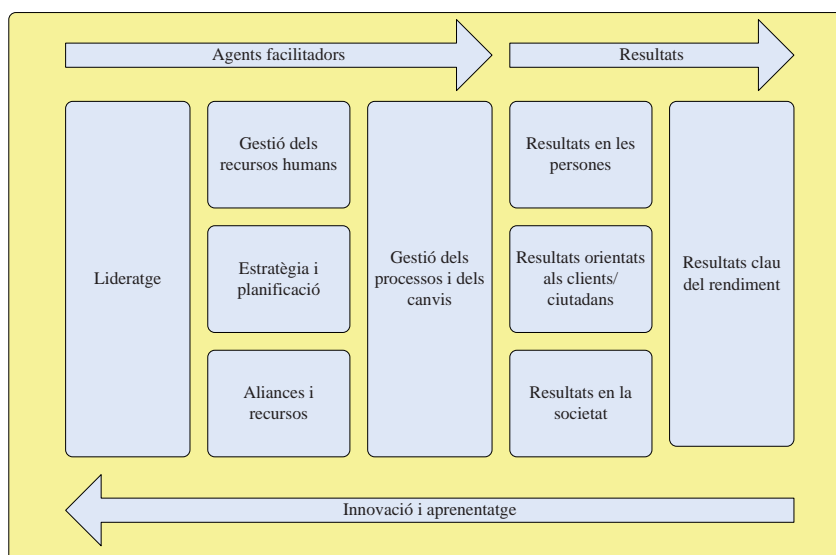 Agents facilitadors
Resultats
Lideratge
Gestió dels
recursos humans
Estratègia i
planificació
Aliances i
recursos
Gestió dels
processos i dels
canvis
Resultats en les
persones
Resultats orientats
als clients/
ciutadans
Resultats en la
societat
Resultats clau
del rendiment
Innovació i aprenentatge